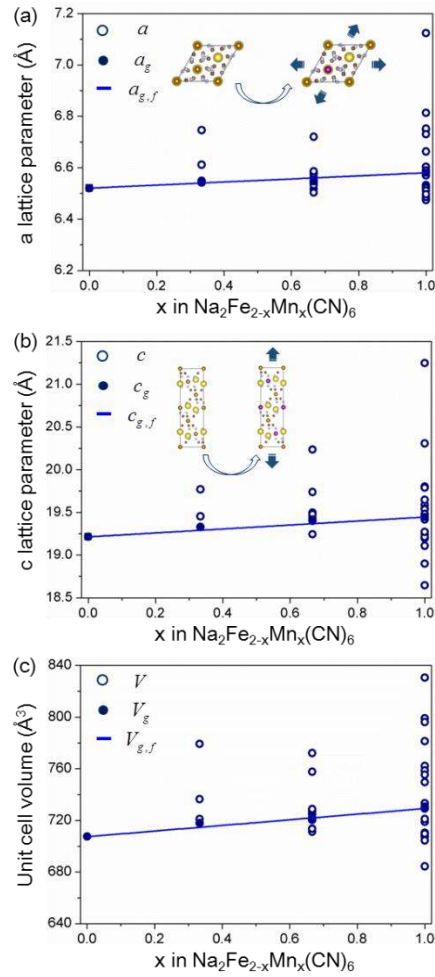 (a)
7.2
7.0
6.8
6.6
6.4
6.2
a lattice parameter (Å)
a
a_g
a_{g,f}
0.0 0.2 0.4 0.6 0.8 1.0
x in Na₂Fe₂₋ₓMnₓ(CN)₆
(b)
21.5
21.0
20.5
20.0
19.5
19.0
18.5
c lattice parameter (Å)
c
c_g
c_{g,f}
0.0 0.2 0.4 0.6 0.8 1.0
x in Na₂Fe₂₋ₓMnₓ(CN)₆
(c)
840
800
760
720
680
640
Unit cell volume (Å³)
V
V_g
V_{g,f}
0.0 0.2 0.4 0.6 0.8 1.0
x in Na₂Fe₂₋ₓMnₓ(CN)₆